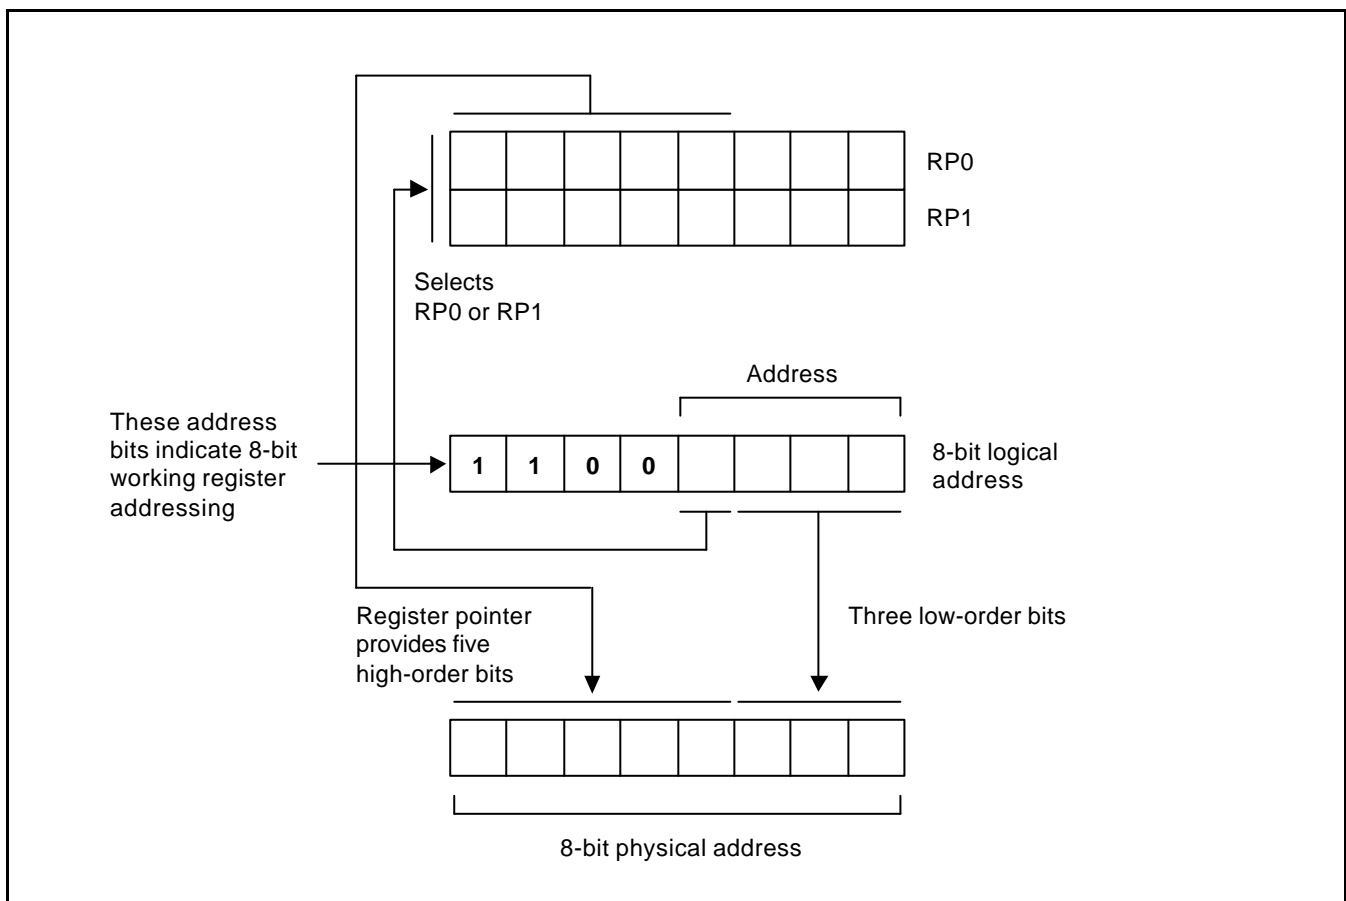 RP0
RP1
Selects
RP0 or RP1
Address
These address
bits indicate 8-bit
working register
addressing
1 1 0 0
8-bit logical
address
Register pointer
provides five
high-order bits
Three low-order bits
8-bit physical address